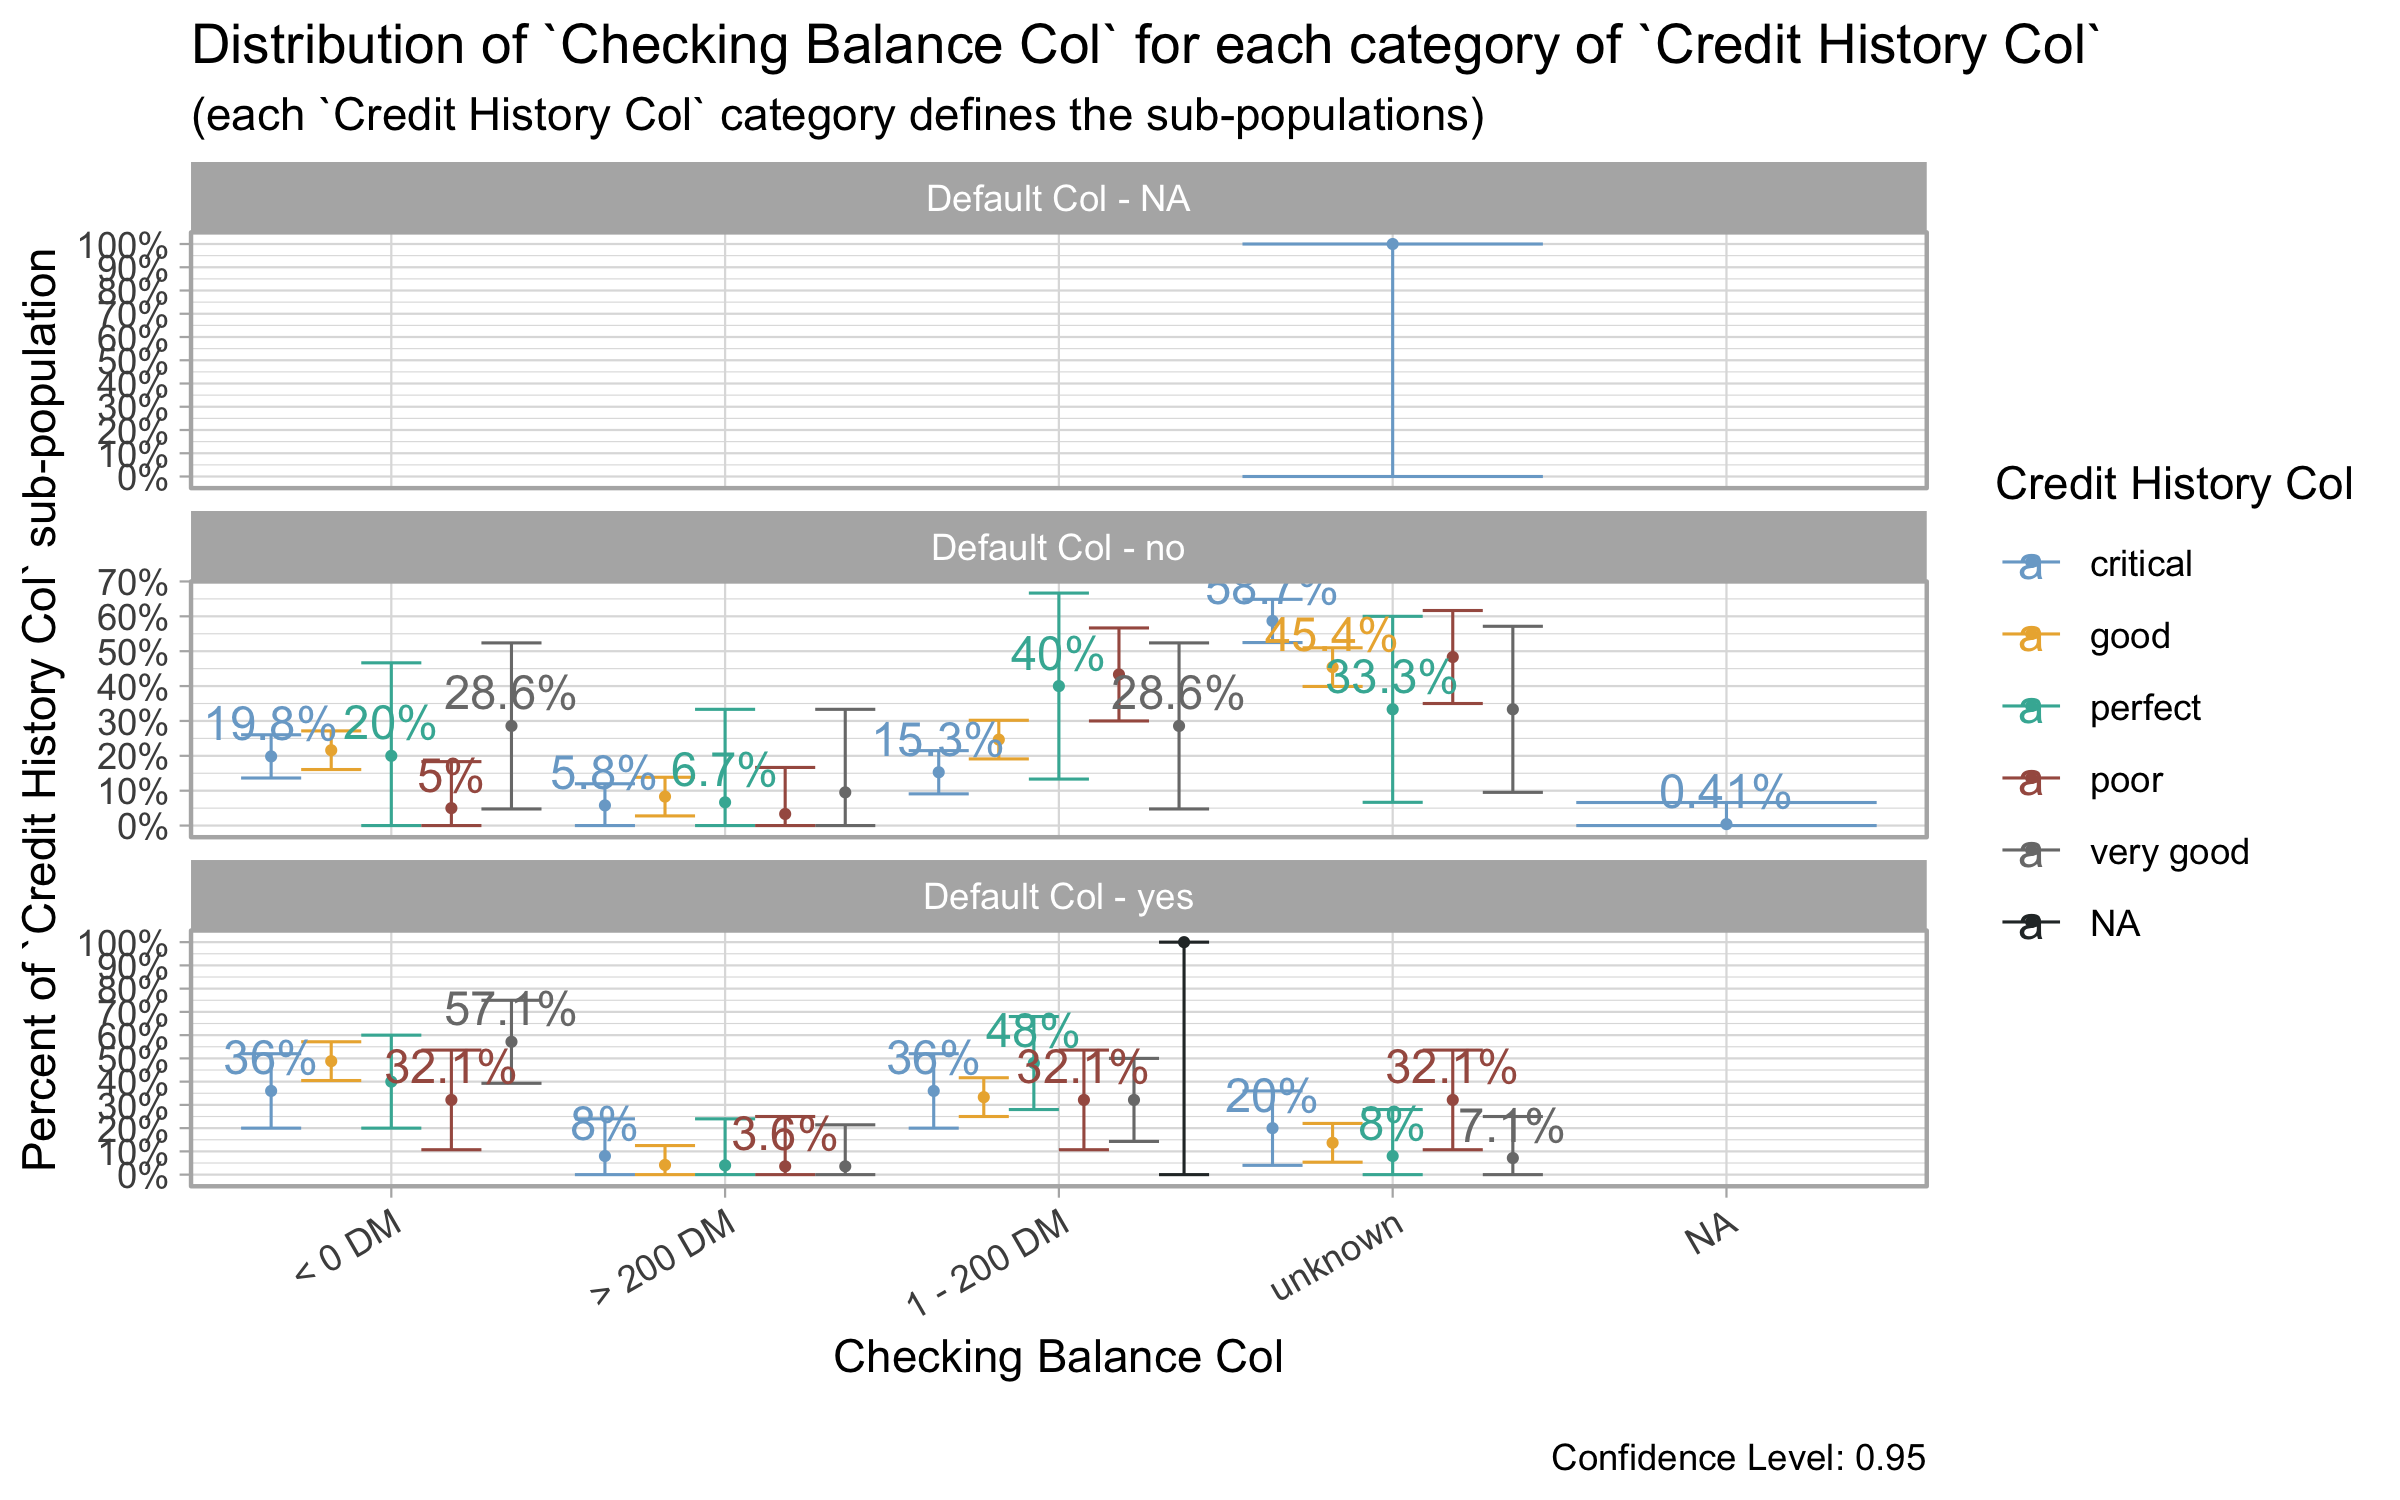 Distribution of `Checking Balance Col` for each category of `Credit History Col`
(each `Credit History Col` category defines the sub-populations)
Percent of `Credit History Col` sub-population
Default Col - NA
100%
90%
80%
70%
60%
50%
40%
30%
20%
10%
0%
Default Col - no
70%
60%
50%
40%
30%
20%
10%
0%
58.7%
45.4%
40%
33.3%
19.8%
20%
28.6%
28.6%
15.3%
5%
5.8%
6.7%
0.41%
Default Col - yes
100%
90%
80%
70%
60%
50%
40%
30%
20%
10%
0%
57.1%
36%
32.1%
8%
3.6%
36%
48%
32.1%
20%
8%
32.1%
7.1%
< 0 DM
> 200 DM
1 - 200 DM
unknown
NA
Checking Balance Col
Credit History Col
a critical
a good
a perfect
a poor
a very good
a NA
Confidence Level: 0.95